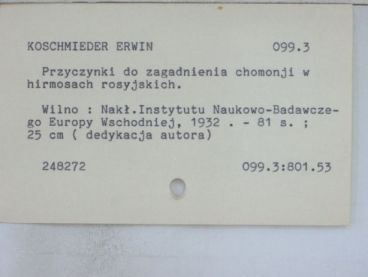 KOSCHMIEDER ERWIN 099.3
Przyczynki do zagadnienia chomonji w
hirmosach rosyjskich.
Wilno : Nakł.Instytutu Naukowo-Badawcze-
go Europy Wschodniej, 1932 . - 81 s. ;
25 cm ( dedykacja autora)
248272 099.3:801.53